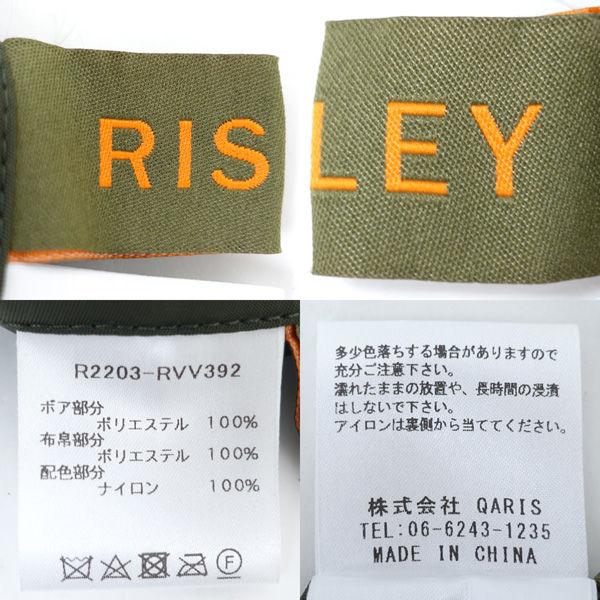 RIS
LEY
R2203-RVV392
ボア部分
ポリエステル 100%
布帛部分
ポリエステル 100%
配色部分
ナイロン 100%
F
多少色落ちする場合がありますので
充分ご注意下さい。
濡れたままの放置や、長時間の浸漬
はしないで下さい。
アイロンは裏側から当ててください。
株式会社 QARIS
TEL:06-6243-1235
MADE IN CHINA